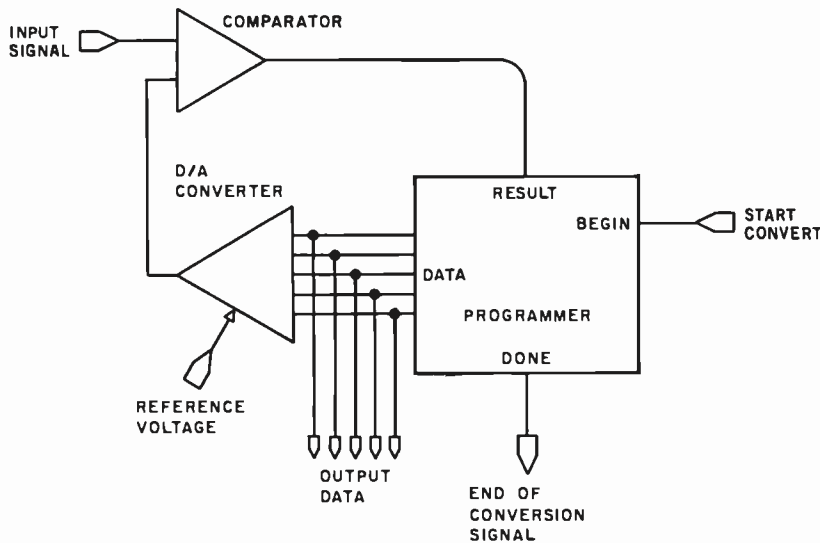 COMPARATOR
INPUT
SIGNAL
D/A
CONVERTER
RESULT
BEGIN
START
CONVERT
DATA
PROGRAMMER
DONE
REFERENCE
VOLTAGE
OUTPUT
DATA
END OF
CONVERSION
SIGNAL